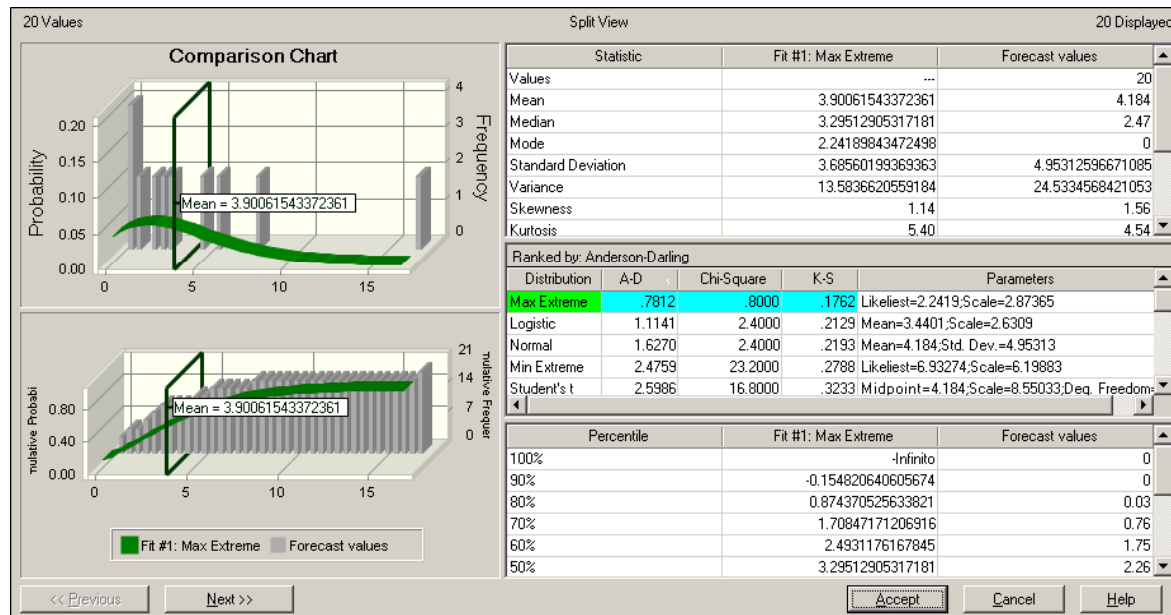 20 Values Split View 20 Displayed
Comparison Chart
Probability
0.20
0.15
0.10
0.05
0.00
0 5 10 15
4
3
2
1
0
Frequency
Mean = 3.90061543372361
mulative Probabi
0.80
0.40
0.00
0 5 10 15
21
14
7
0
mulative Frequer
Mean = 3.90061543372361
Fit #1: Max Extreme Forecast values
Statistic Fit #1: Max Extreme Forecast values
Values --- 20
Mean 3.90061543372361 4.184
Median 3.29512905317181 2.47
Mode 2.24189843472498 0
Standard Deviation 3.68560199369363 4.95312596671085
Variance 13.5836620559184 24.5334568421053
Skewness 1.14 1.56
Kurtosis 5.40 4.54
Ranked by: Anderson-Darling
Distribution A-D Chi-Square K-S Parameters
Max Extreme .7812 .8000 .1762 Likeliest=2.2419;Scale=2.87365
Logistic 1.1141 2.4000 .2129 Mean=3.4401;Scale=2.6309
Normal 1.6270 2.4000 .2193 Mean=4.184;Std. Dev.=4.95313
Min Extreme 2.4759 23.2000 .2788 Likeliest=6.93274;Scale=6.19883
Student's t 2.5986 16.8000 .3233 Midpoint=4.184;Scale=8.55033;Deg. Freedom=
Percentile Fit #1: Max Extreme Forecast values
100% -Infinito 0
90% -0.154820640605674 0
80% 0.874370525633821 0.03
70% 1.70847171206916 0.76
60% 2.4931176167845 1.75
50% 3.29512905317181 2.26
<< Previous Next >> Accept Cancel Help